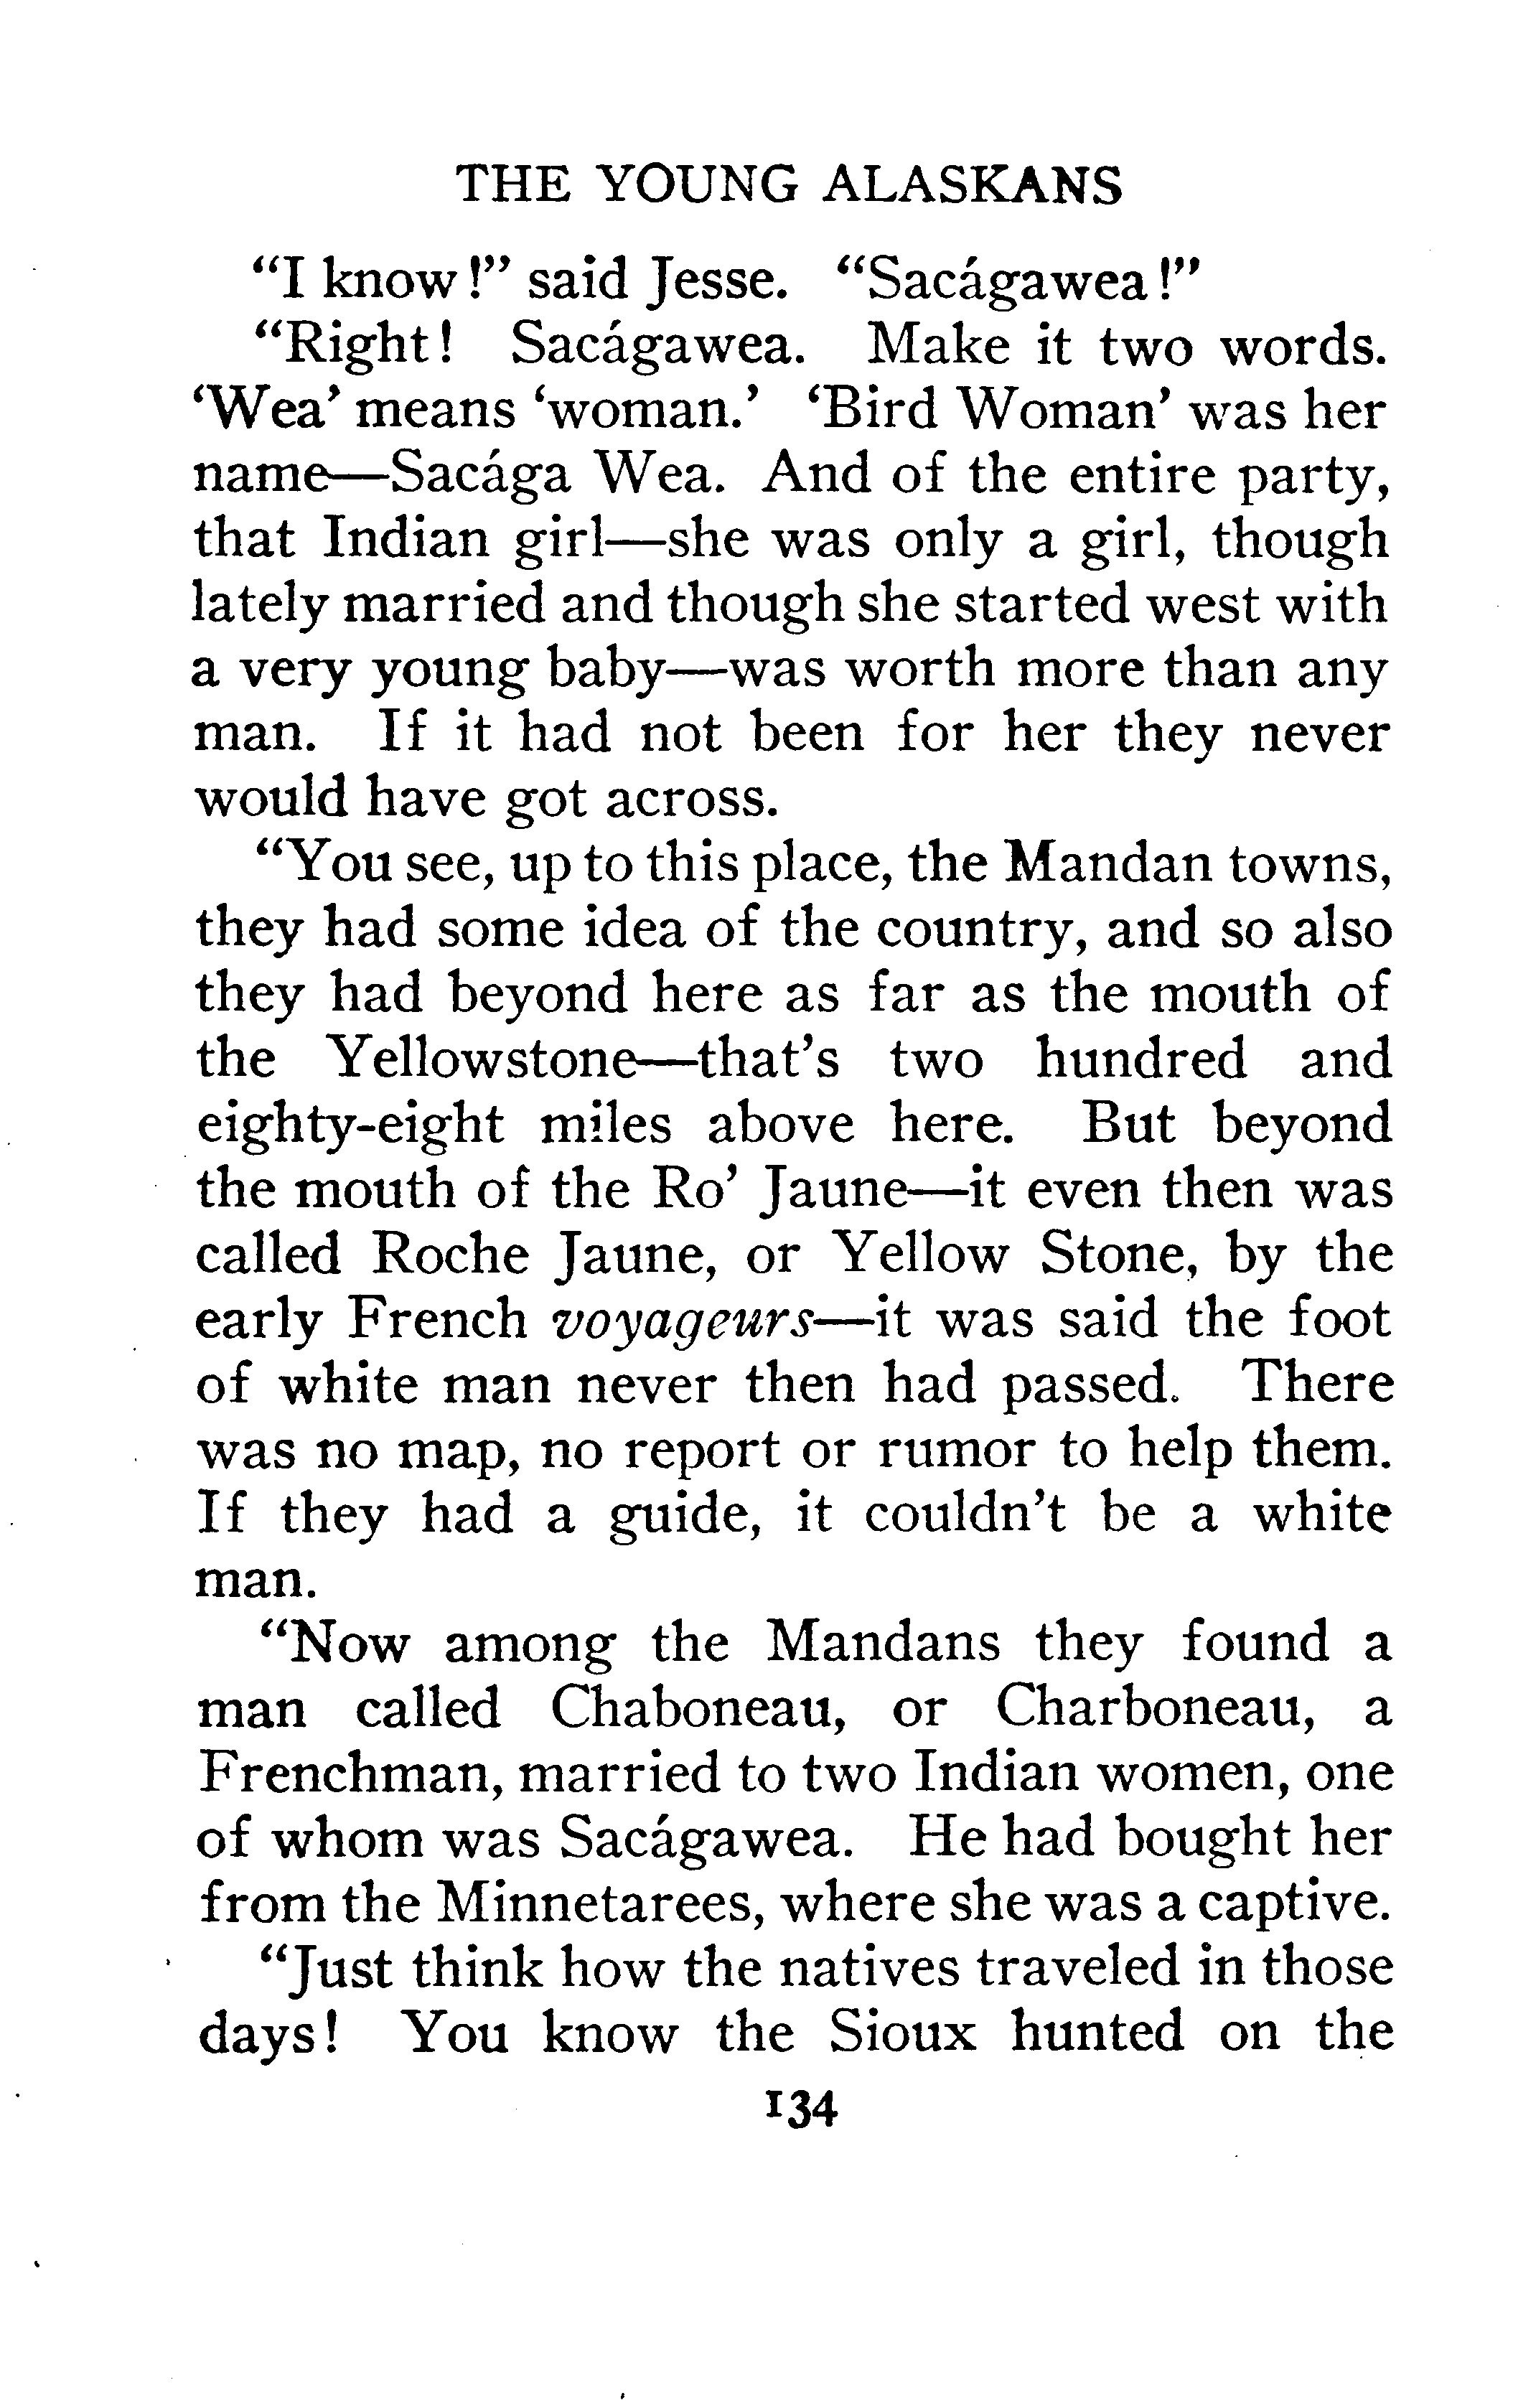 THE YOUNG ALASKANS
“I know!” said Jesse. “Sacágawea!”
“Right! Sacágawea. Make it two words.
‘Wea’ means ‘woman.’ ‘Bird Woman’ was her
name—Sacága Wea. And of the entire party,
that Indian girl—she was only a girl, though
lately married and though she started west with
a very young baby—was worth more than any
man. If it had not been for her they never
would have got across.
“You see, up to this place, the Mandan towns,
they had some idea of the country, and so also
they had beyond here as far as the mouth of
the Yellowstone—that’s two hundred and
eighty-eight miles above here. But beyond
the mouth of the Ro’ Jaune—it even then was
called Roche Jaune, or Yellow Stone, by the
early French voyageurs—it was said the foot
of white man never then had passed. There
was no map, no report or rumor to help them.
If they had a guide, it couldn’t be a white
man.
“Now among the Mandans they found a
man called Chaboneau, or Charboneau, a
Frenchman, married to two Indian women, one
of whom was Sacágawea. He had bought her
from the Minnetarees, where she was a captive.
“Just think how the natives traveled in those
days! You know the Sioux hunted on the
134